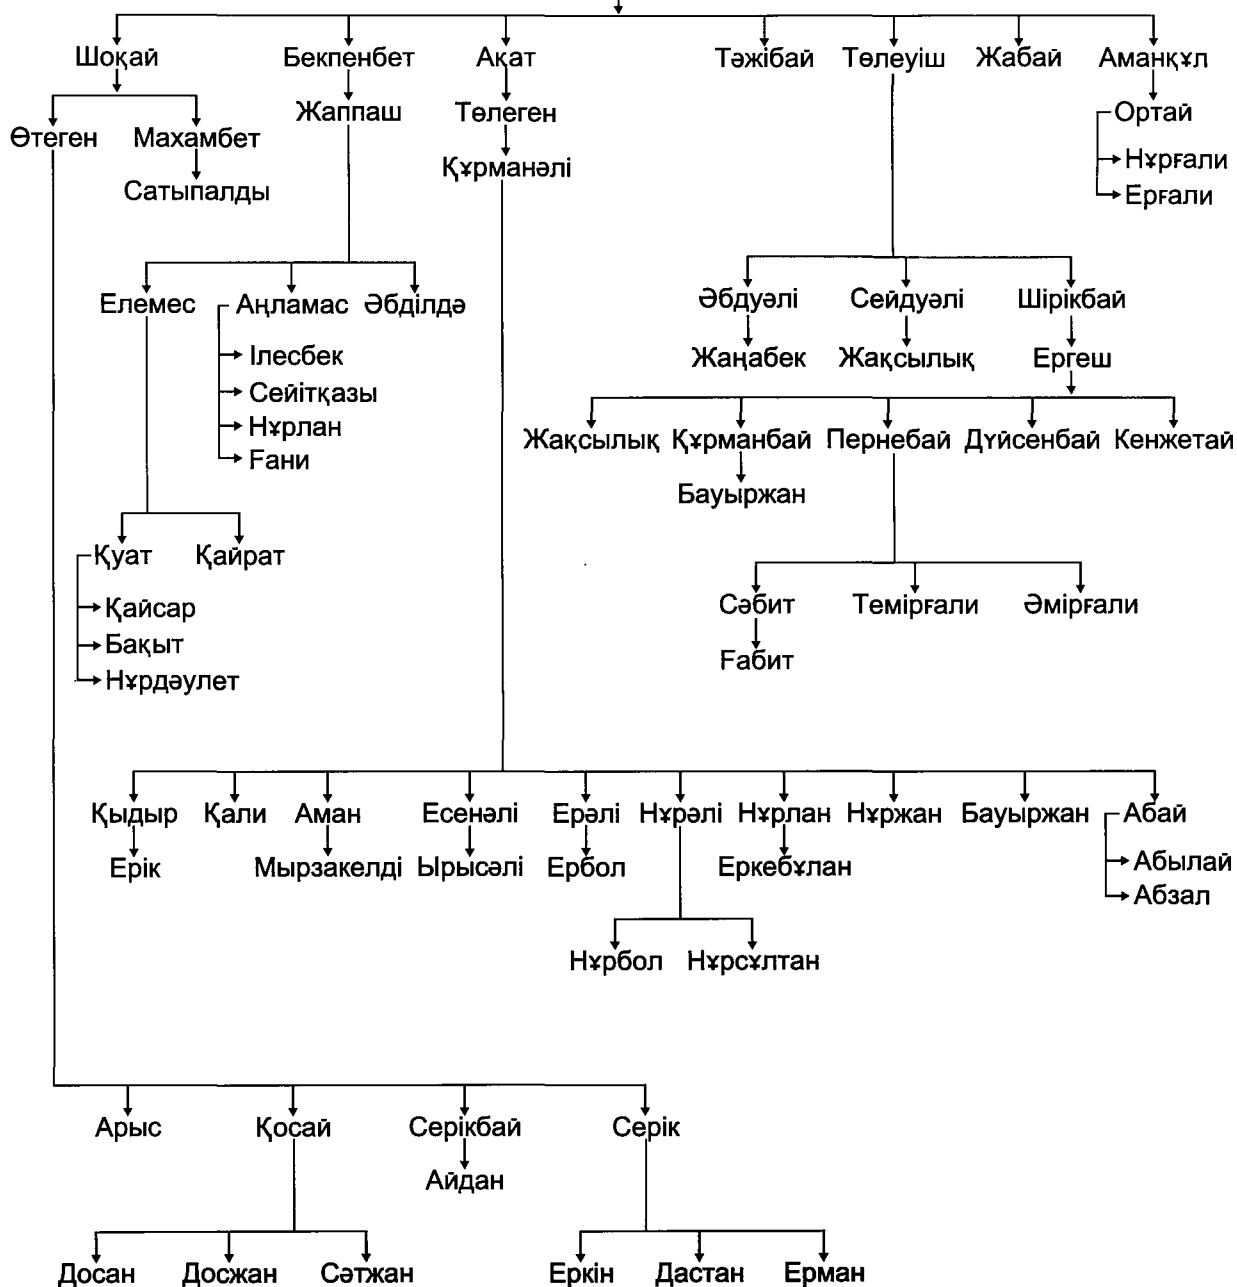 Шоқай Бекпенбет Ақат Тәжібай Төлеуіш Жабай Аманқұл
Жаппаш Төлеген Ортай
Өтеген Махамбет
Құрманәлі Нұрғали
Сатыпалды Ерғали
Елемес Аңламас Әбділдә Әбдуәлі Сейдуәлі Шірікбай
Ілесбек Жаңабек Жақсылық Ергеш
Сейітқазы
Нұрлан Жақсылық Құрманбай Пернебай Дүйсенбай Кенжетай
Ғани
Бауыржан
Қуат Қайрат
Қайсар Сәбит Темірғали Әмірғали
Бақыт
Ғабит
Нұрдәулет
Қыдыр Қали Аман Есенәлі Ерәлі Нұрәлі Нұрлан Нұржан Бауыржан Абай
Ерік Мырзакелді Ырысәлі Ербол Еркебұлан Абылай
Абзал
Нұрбол Нұрсұлтан
Арыс Қосай Серікбай Серік
Айдан
Досан Досжан Сәтжан Еркін Дастан Ерман